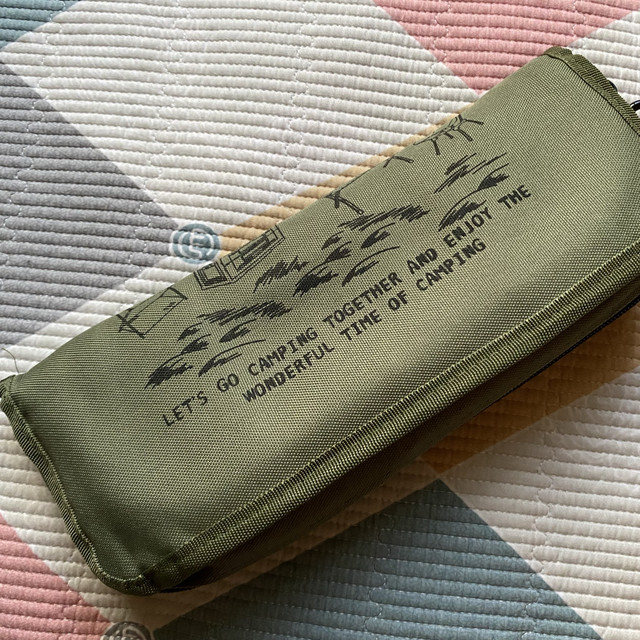 LET'S GO CAMPING TOGETHER AND ENJOY THE
WONDERFUL TIME OF CAMPING